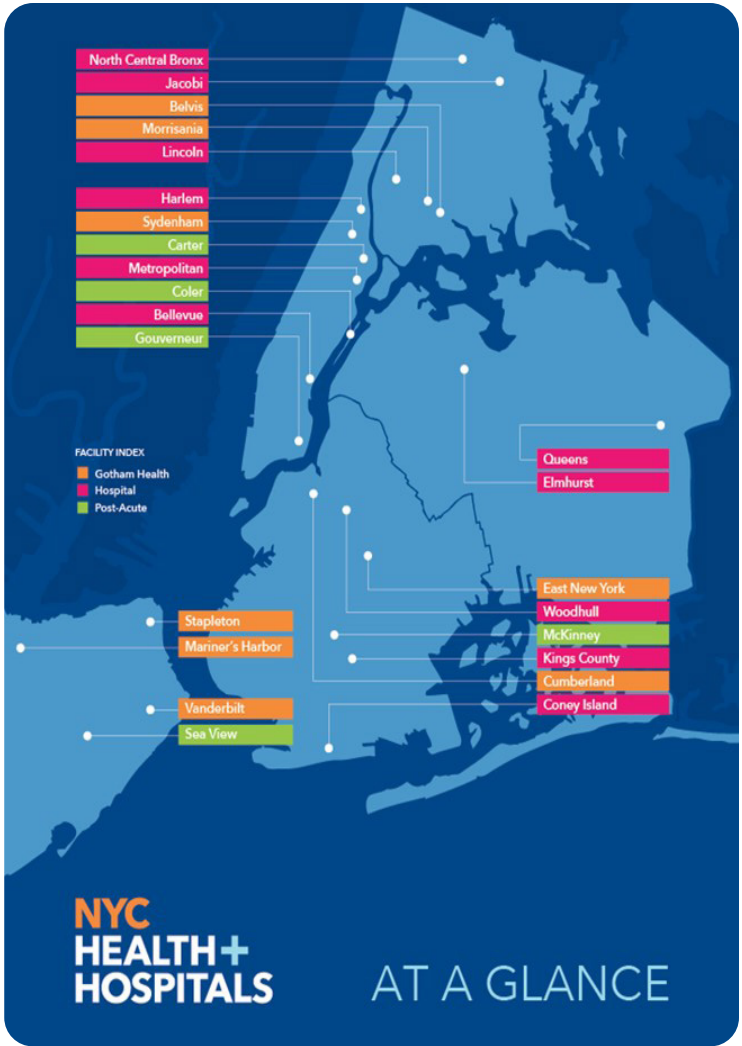 North Central Bronx
Jacobi
Belvis
Morrisania
Lincoln
Harlem
Sydenham
Carter
Metropolitan
Coler
Bellevue
Gouverneur
FACILITY INDEX
Gotham Health
Hospital
Post-Acute
Queens
Elmhurst
East New York
Woodhull
McKinney
Kings County
Cumberland
Coney Island
Stapleton
Mariner's Harbor
Vanderbilt
Sea View
NYC
HEALTH+
HOSPITALS
AT A GLANCE